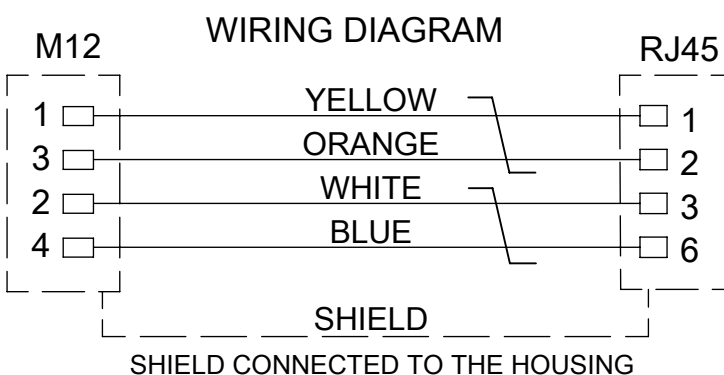 WIRING DIAGRAM
M12
RJ45
1 YELLOW 1
3 ORANGE 2
2 WHITE 3
4 BLUE 6
SHIELD
SHIELD CONNECTED TO THE HOUSING